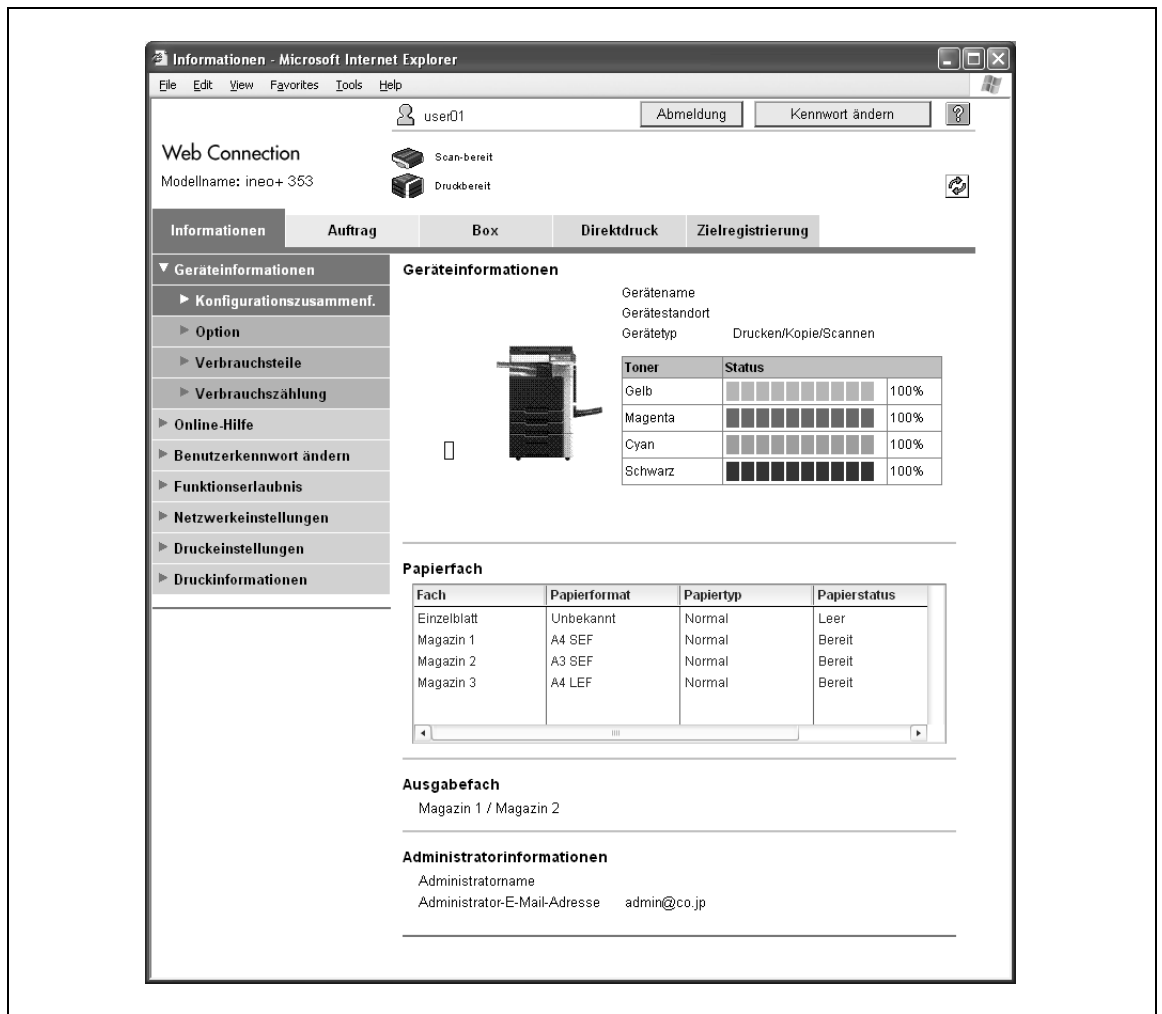 Informationen - Microsoft Internet Explorer
File Edit View Favorites Tools Help
user01 Abmeldung Kennwort ändern ?
Web Connection
Scan-bereit
Modellname: ineo+ 353
Druckbereit
Informationen Auftrag Box Direktdruck Zielregistrierung
Geräteinformationen
Konfigurationszusammenf.
Option
Verbrauchsteile
Verbrauchszählung
Online-Hilfe
Benutzerkennwort ändern
Funktionserlaubnis
Netzwerkeinstellungen
Druckeinstellungen
Druckinformationen
Geräteinformationen
Gerätename
Gerätestandort
Gerätetyp Drucken/Kopie/Scannen
Toner Status
Gelb 100%
Magenta 100%
Cyan 100%
Schwarz 100%
Papierfach
Fach Papierformat Papiertyp Papierstatus
Einzelblatt Unbekannt Normal Leer
Magazin 1 A4 SEF Normal Bereit
Magazin 2 A3 SEF Normal Bereit
Magazin 3 A4 LEF Normal Bereit
Ausgabefach
Magazin 1 / Magazin 2
Administratorinformationen
Administratorname
Administrator-E-Mail-Adresse admin@co.jp